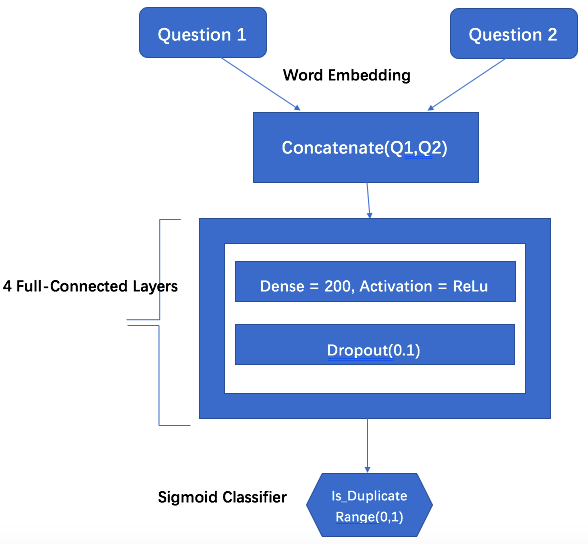 Question 1
Question 2
Word Embedding
Concatenate(Q1,Q2)
4 Full-Connected Layers
Dense = 200, Activation = ReLu
Dropout(0.1)
Sigmoid Classifier
Is_Duplicate
Range(0,1)